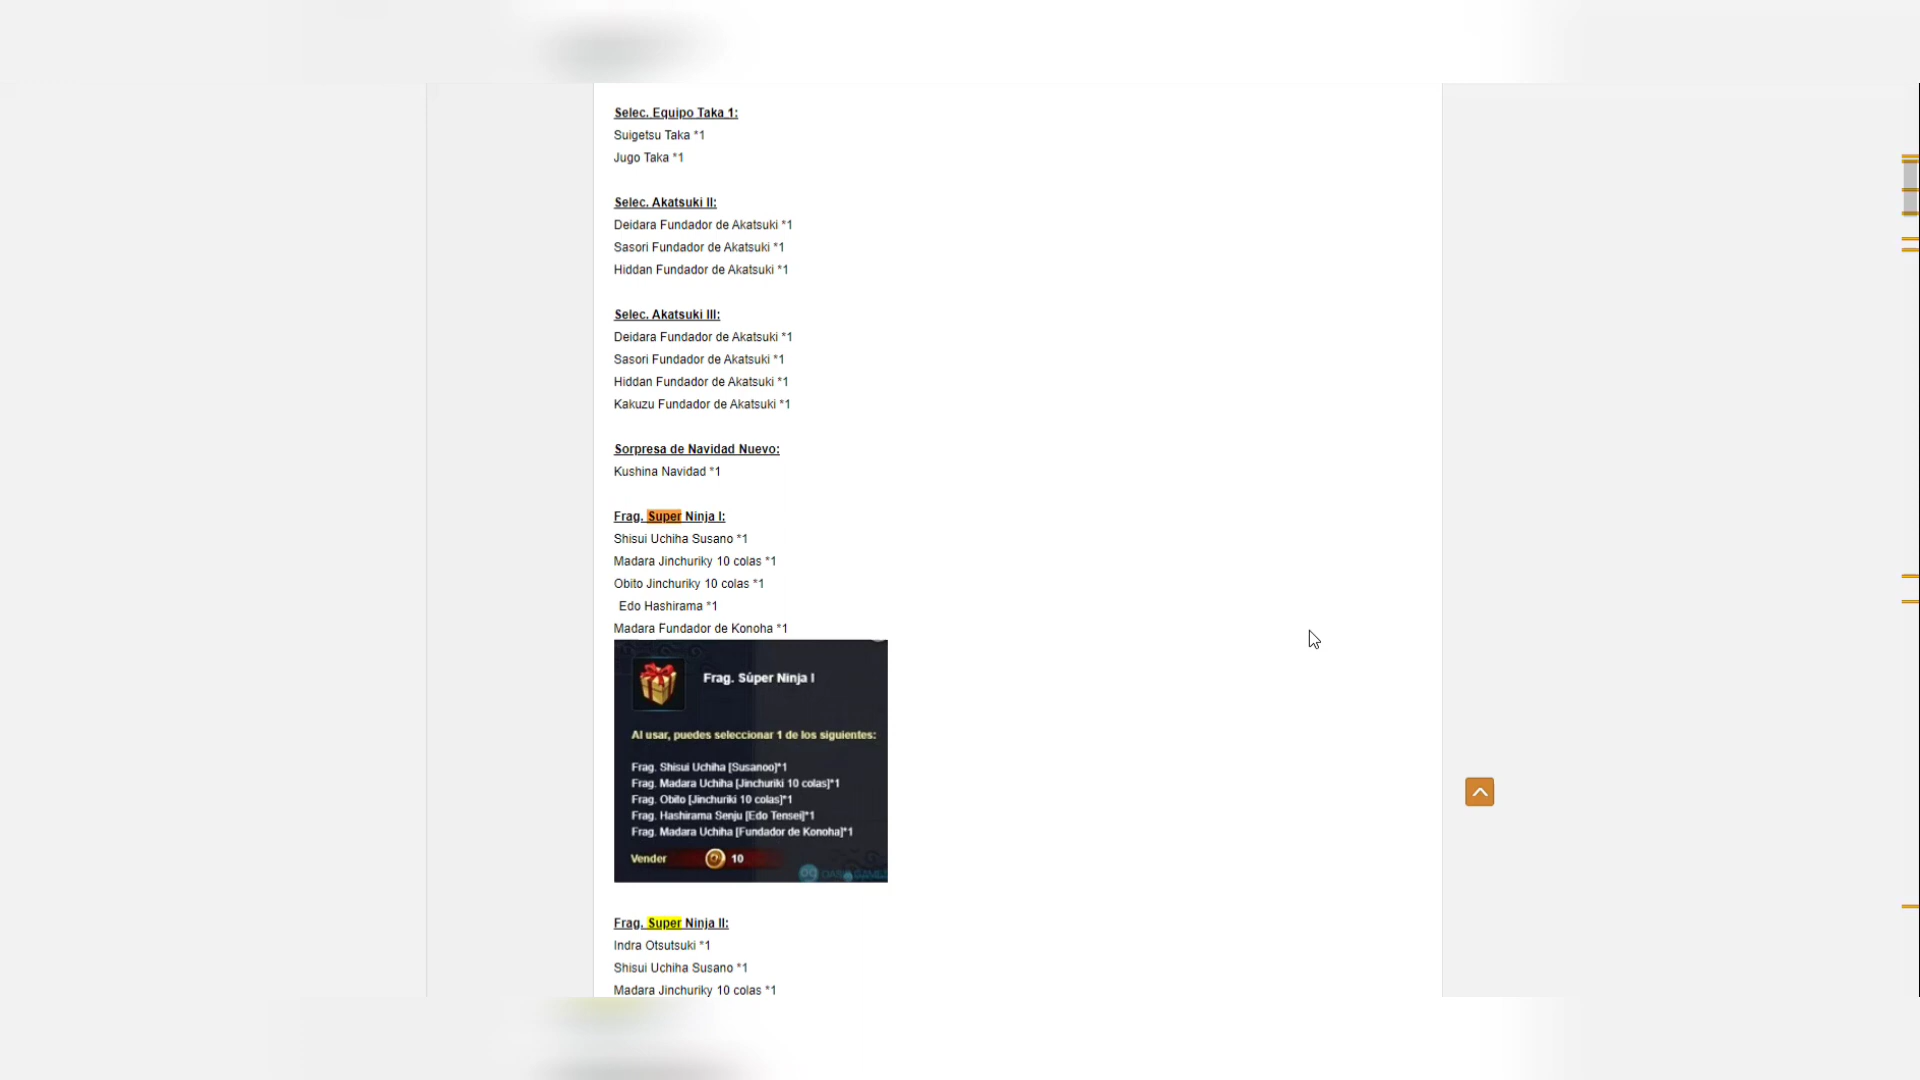 Selec. Equipo Taka 1:
Suigetsu Taka *1
Jugo Taka *1
Selec. Akatsuki II:
Deidara Fundador de Akatsuki *1
Sasori Fundador de Akatsuki *1
Hiddan Fundador de Akatsuki *1
Selec. Akatsuki III:
Deidara Fundador de Akatsuki *1
Sasori Fundador de Akatsuki *1
Hiddan Fundador de Akatsuki *1
Kakuzu Fundador de Akatsuki *1
Sorpresa de Navidad Nuevo:
Kushina Navidad *1
Frag. Super Ninja I:
Shisui Uchiha Susano *1
Madara Jinchuriky 10 colas *1
Obito Jinchuriky 10 colas *1
Edo Hashirama *1
Madara Fundador de Konoha *1
Frag. Súper Ninja I
Al usar, puedes seleccionar 1 de los siguientes:
Frag. Shisui Uchiha [Susanoo]*1
Frag. Madara Uchiha [Jinchuriki 10 colas]*1
Frag. Obito [Jinchuriki 10 colas]*1
Frag. Hashirama Senju [Edo Tensei]*1
Frag. Madara Uchiha [Fundador de Konoha]*1
Vender 10
Frag. Super Ninja II:
Indra Otsutsuki *1
Shisui Uchiha Susano *1
Madara Jinchuriky 10 colas *1